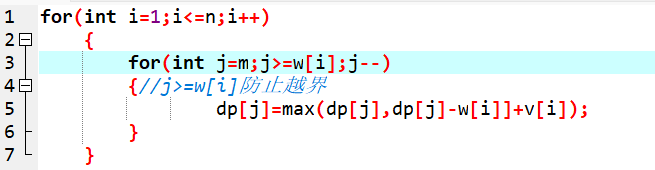 1 for(int i=1;i<=n;i++)
2 {
3 for(int j=m;j>=w[i];j--)
4 {//j>=w[i]防止越界
5 dp[j]=max(dp[j],dp[j]-w[i]]+v[i]);
6 }
7 }